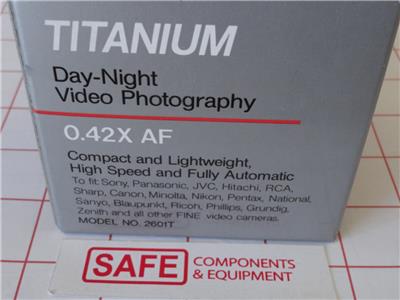 TITANIUM
Day-Night
Video Photography
0.42X AF
Compact and Lightweight,
High Speed and Fully Automatic
To fit: Sony, Panasonic, JVC, Hitachi, RCA,
Sharp, Canon, Minolta, Nikon, Pentax, National,
Sanyo, Blaupunkt, Ricoh, Phillips, Grundig,
Zenith and all other FINE video cameras.
MODEL NO. 2601T
SAFE COMPONENTS
& EQUIPMENT